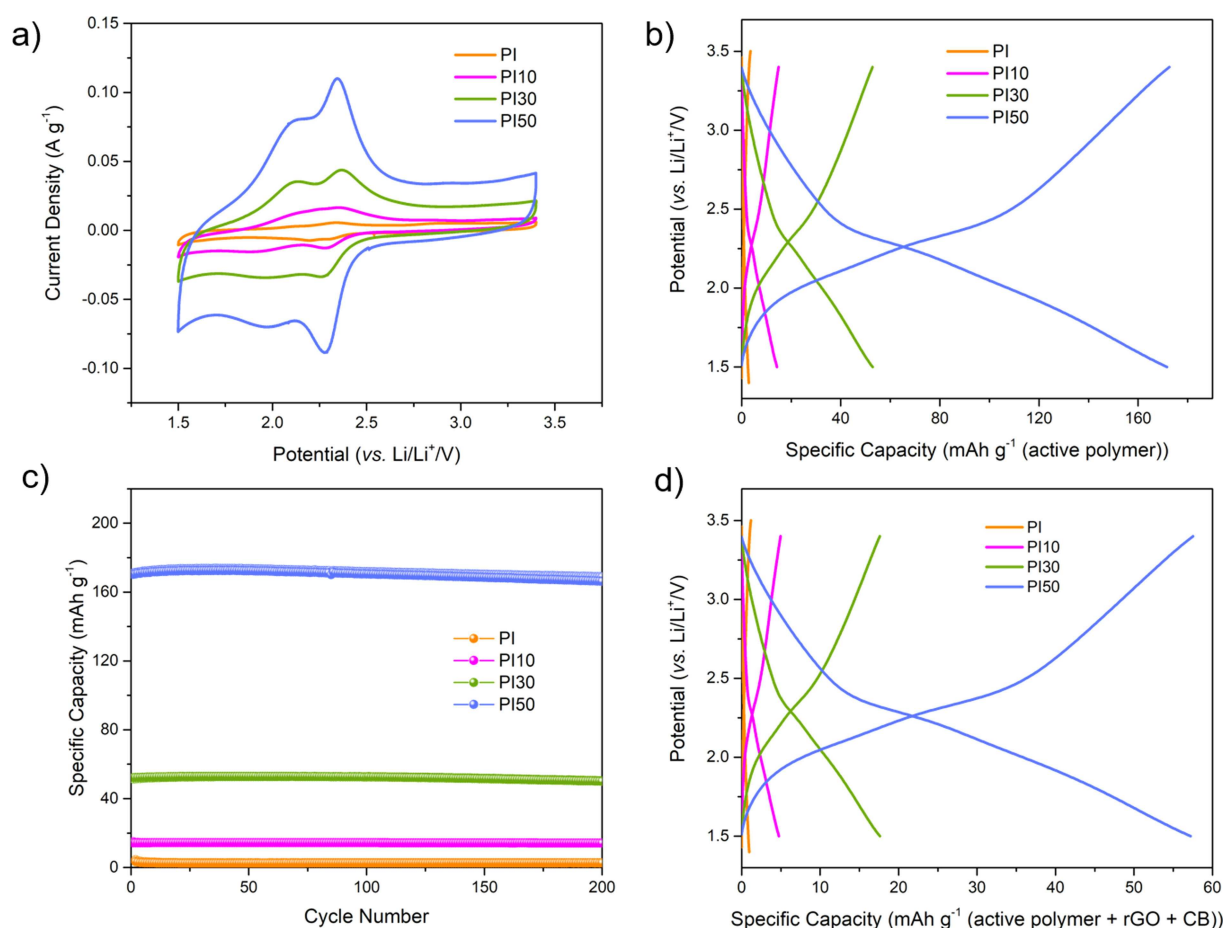 a)
PI
PI10
PI30
PI50
0.15
0.10
0.05
0.00
-0.05
-0.10
Current Density (A g⁻¹)
1.5
2.0
2.5
3.0
3.5
Potential (vs. Li/Li⁺/V)
b)
PI
PI10
PI30
PI50
3.5
3.0
2.5
2.0
1.5
Potential (vs. Li/Li⁺/V)
0
40
80
120
160
Specific Capacity (mAh g⁻¹ (active polymer))
c)
PI
PI10
PI30
PI50
200
160
120
80
40
0
Specific Capacity (mAh g⁻¹)
0
50
100
150
200
Cycle Number
d)
PI
PI10
PI30
PI50
3.5
3.0
2.5
2.0
1.5
Potential (vs. Li/Li⁺/V)
0
10
20
30
40
50
60
Specific Capacity (mAh g⁻¹ (active polymer + rGO + CB))